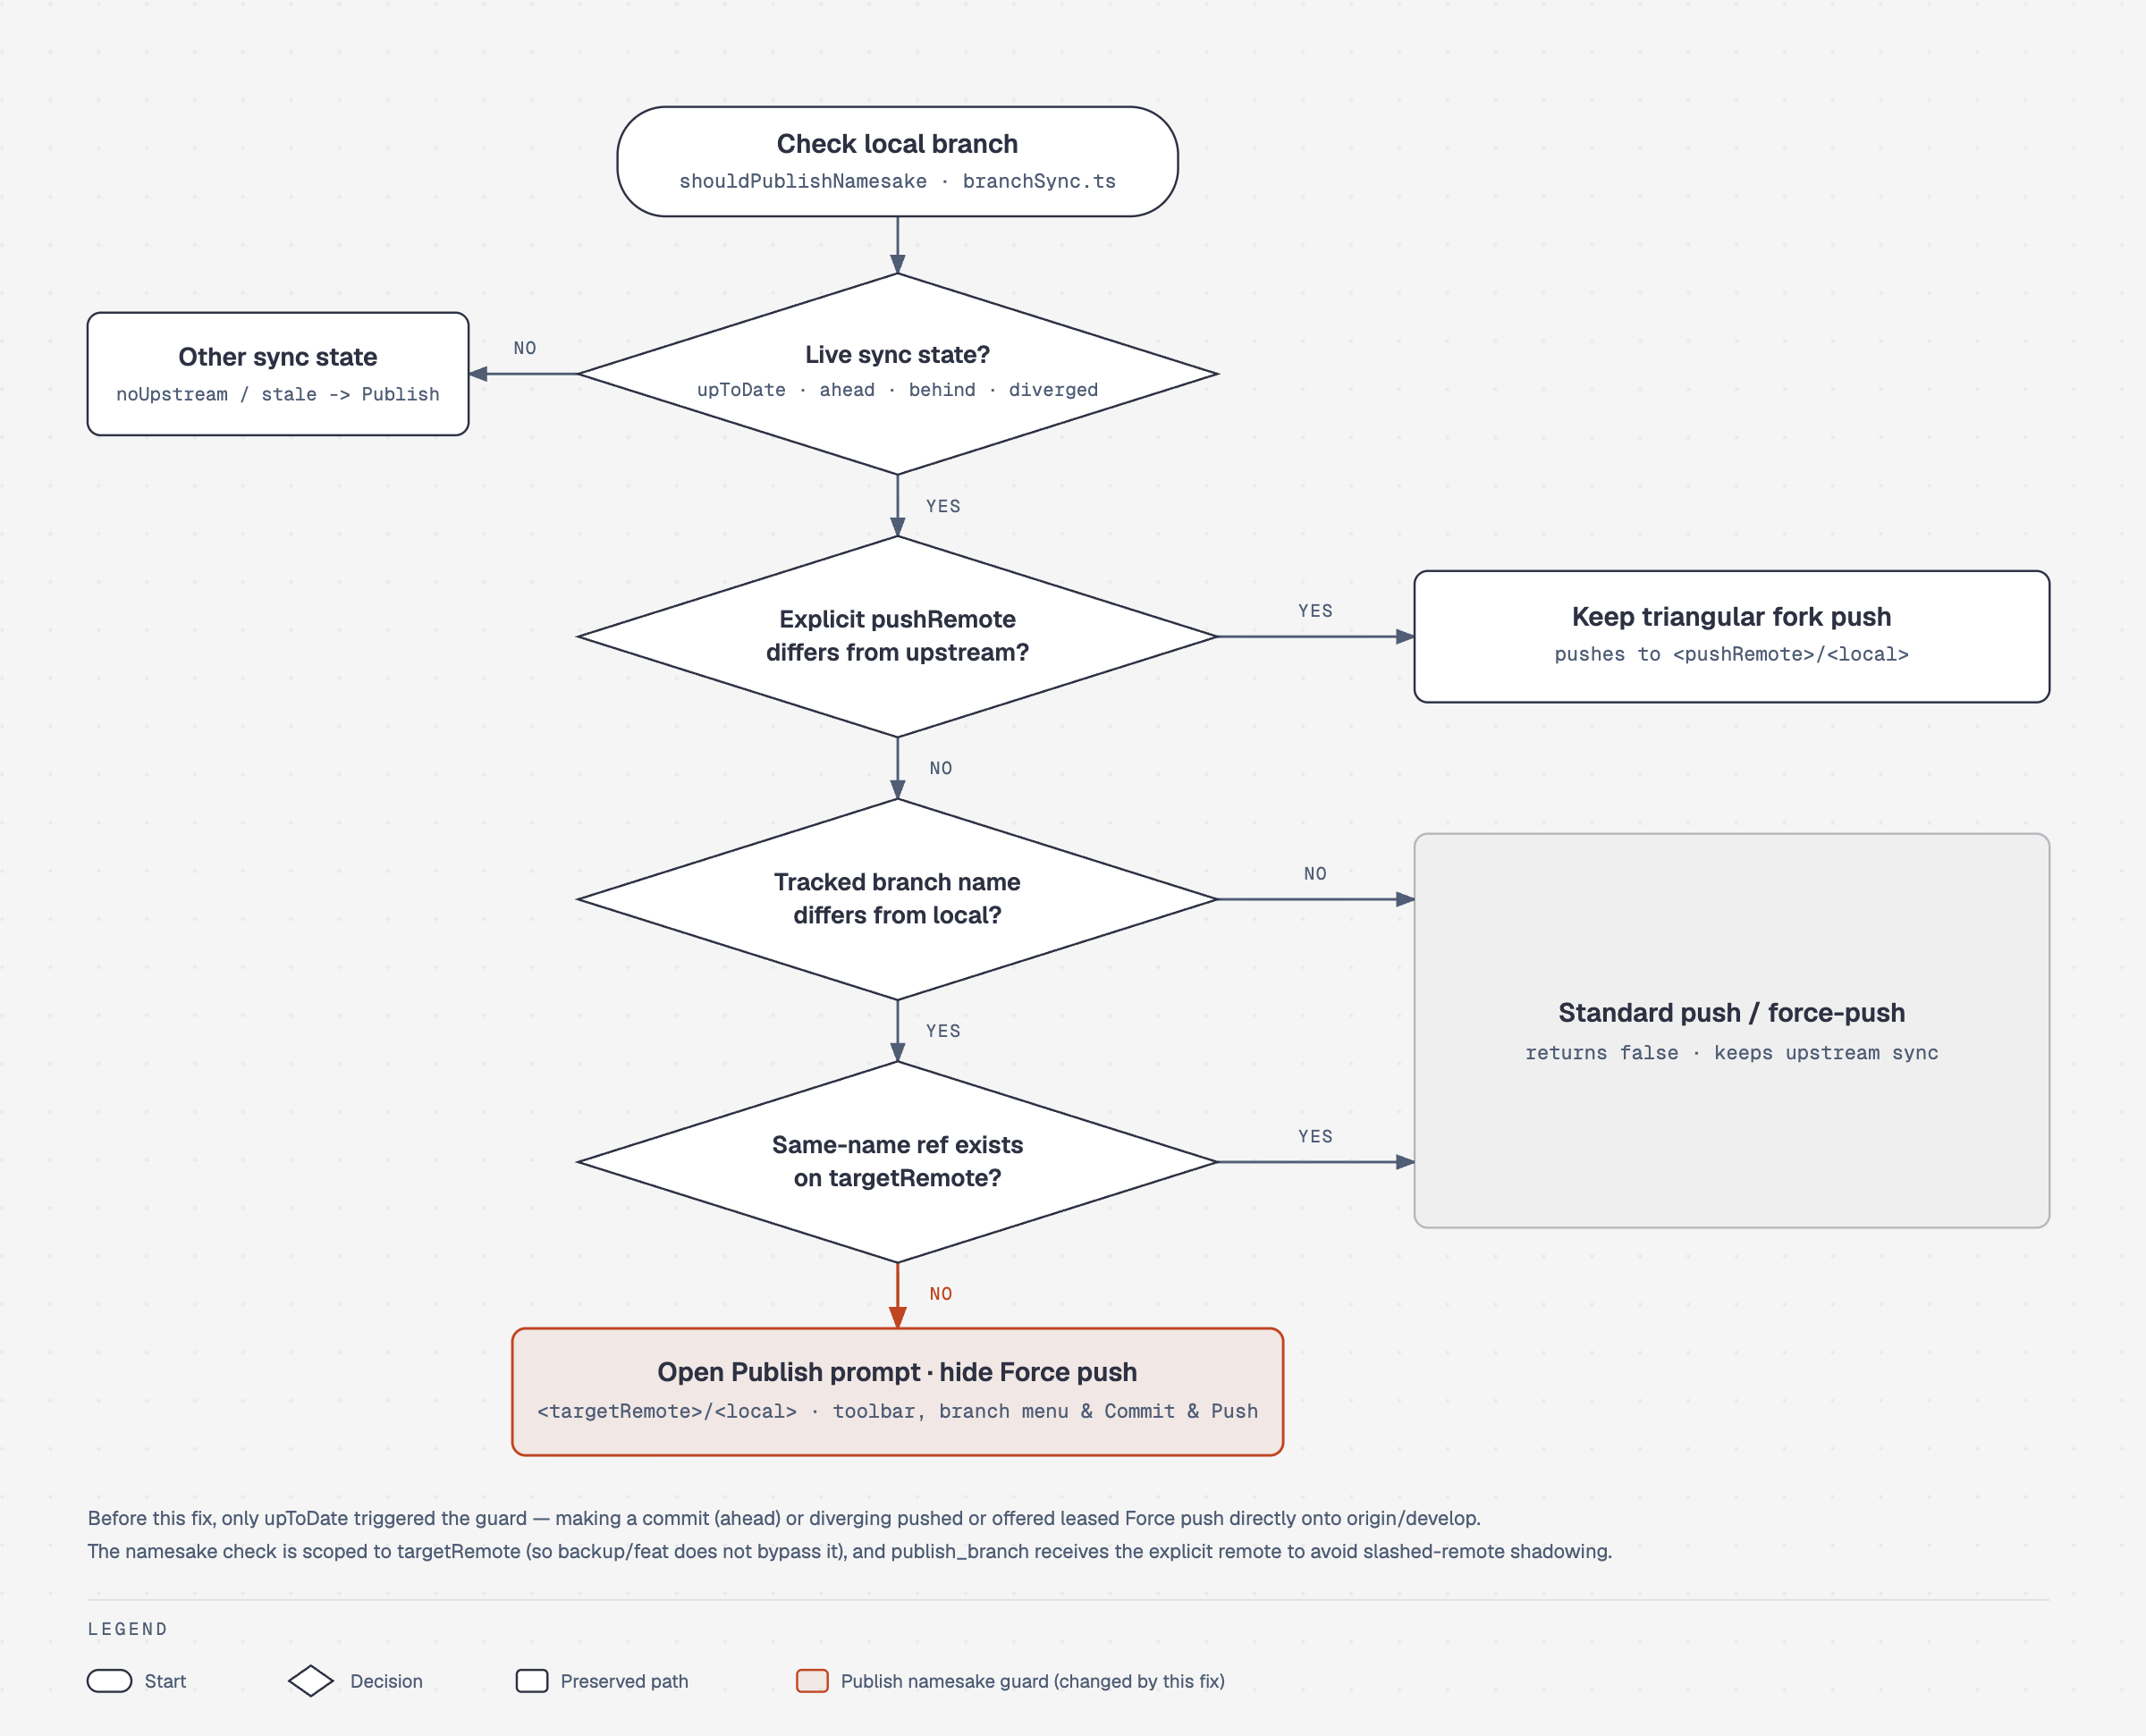 Check local branch
shouldPublishNamesake · branchSync.ts
Live sync state?
upToDate · ahead · behind · diverged
NO
Other sync state
noUpstream / stale -> Publish
YES
Explicit pushRemote
differs from upstream?
YES
Keep triangular fork push
pushes to <pushRemote>/<local>
NO
Tracked branch name
differs from local?
NO
Standard push / force-push
returns false · keeps upstream sync
YES
Same-name ref exists
on targetRemote?
YES
NO
Open Publish prompt · hide Force push
<targetRemote>/<local> · toolbar, branch menu & Commit & Push
Before this fix, only upToDate triggered the guard — making a commit (ahead) or diverging pushed or offered leased Force push directly onto origin/develop.
The namesake check is scoped to targetRemote (so backup/feat does not bypass it), and publish_branch receives the explicit remote to avoid slashed-remote shadowing.
LEGEND
Start
Decision
Preserved path
Publish namesake guard (changed by this fix)